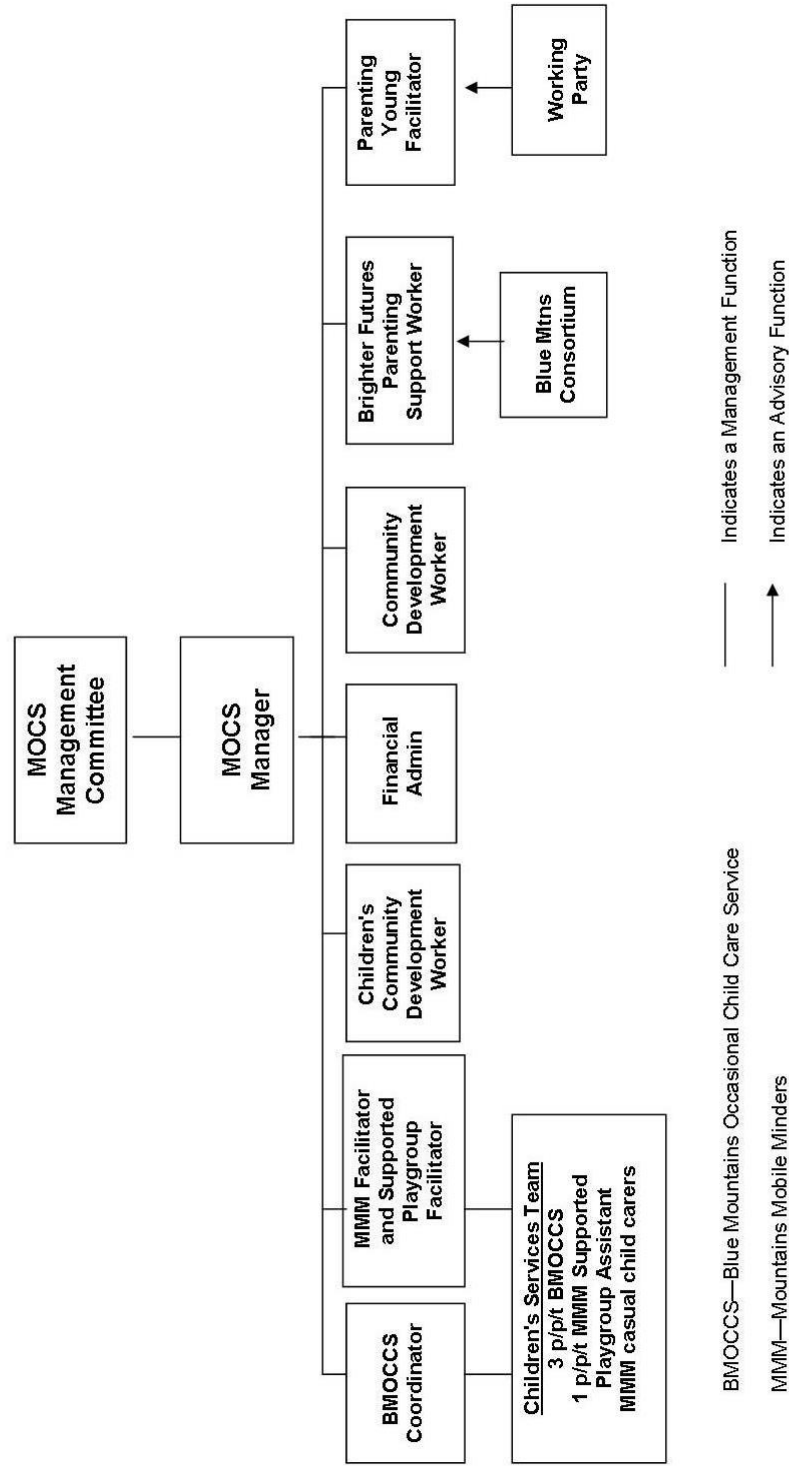 MOCS
Management
Committee
MOCS
Manager
BMOCCS
Coordinator
MMM Facilitator
and Supported
Playgroup
Facilitator
Children's
Community
Development
Worker
Financial
Admin
Community
Development
Worker
Brighter Futures
Parenting
Support Worker
Parenting
Young
Facilitator
Children's Services Team
3 p/p/t BMOCCS
1 p/p/t MMM Supported
Playgroup Assistant
MMM casual child carers
Blue Mtns
Consortium
Working
Party
BMOCCS—Blue Mountains Occasional Child Care Service
MMM—Mountains Mobile Minders
Indicates a Management Function
Indicates an Advisory Function